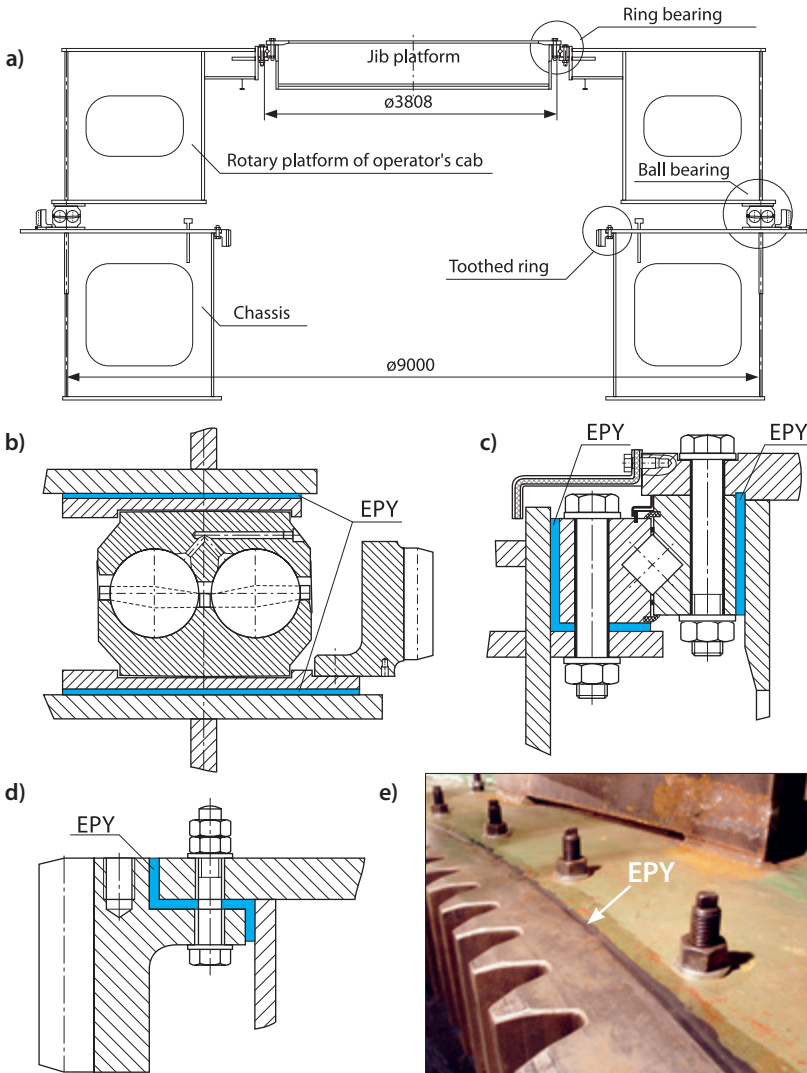 a)
Ring bearing
Jib platform
ø3808
Rotary platform of operator's cab
Ball bearing
Toothed ring
Chassis
ø9000
b)
EPY
c)
EPY
EPY
d)
EPY
e)
EPY